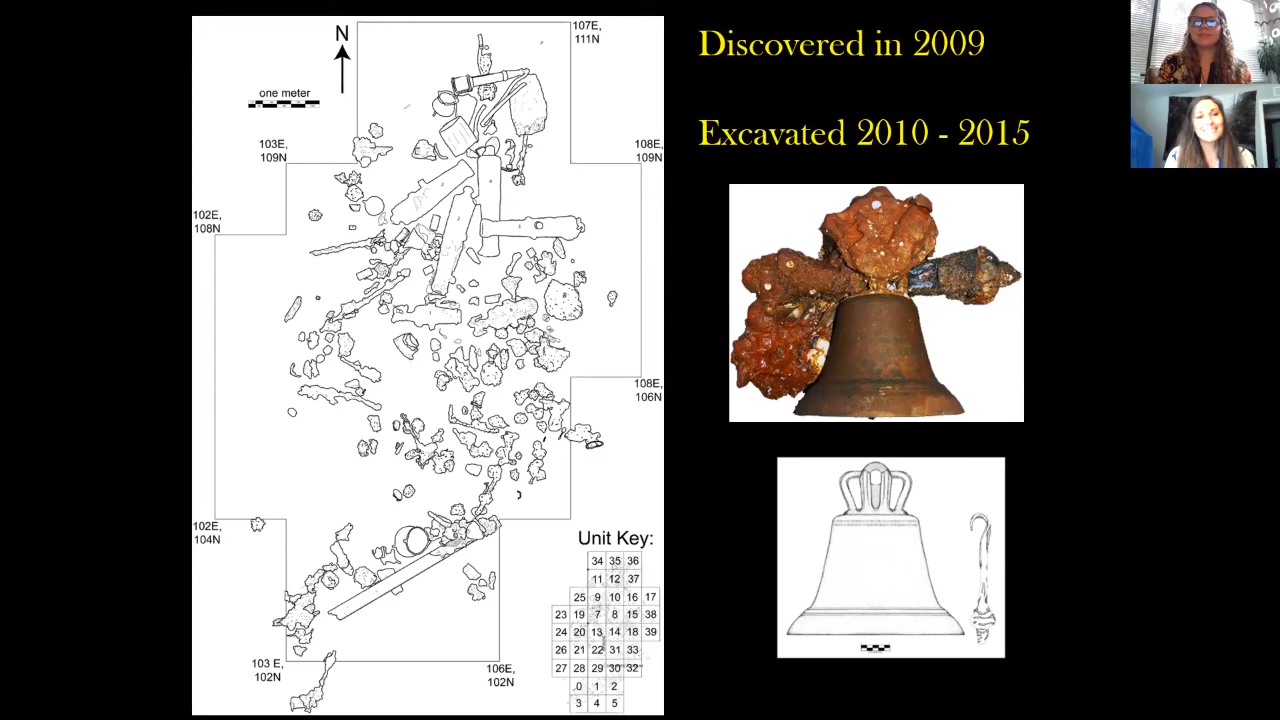 Discovered in 2009
Excavated 2010 - 2015
N
one meter
107E,
111N
103E,
109N
108E,
109N
102E,
108N
108E,
106N
102E,
104N
103 E,
102N
106E,
102N
Unit Key:
34 35 36
11 12 37
25 9 10 16 17
23 19 7 8 15 38
24 20 13 14 18 39
26 21 22 31 33
27 28 29 30 32
0 1 2
3 4 5